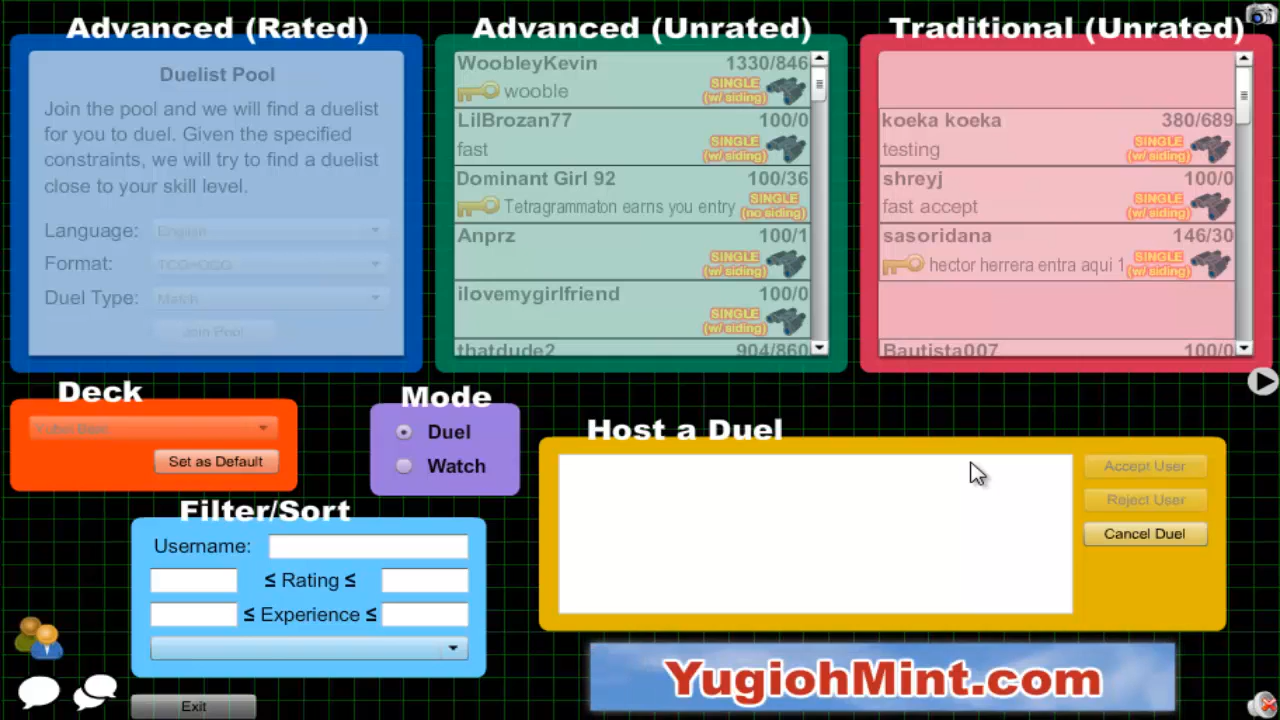 Advanced (Rated)
Duelist Pool
Join the pool and we will find a duelist
for you to duel. Given the specified
constraints, we will try to find a duelist
close to your skill level.
Language: English
Format: TCG+OCG
Duel Type: Match
Join Pool
Advanced (Unrated)
WoobleyKevin 1330/846
wooble SINGLE
(w/ siding)
LilBrozan77 100/0
fast SINGLE
(w/ siding)
Dominant Girl 92 100/36
Tetragrammaton earns you entry SINGLE
(no siding)
Anprz 100/1
SINGLE
(w/ siding)
ilovemygirlfriend 100/0
SINGLE
(w/ siding)
thatdude2 904/860
Traditional (Unrated)
koeka koeka 380/689
testing SINGLE
(w/ siding)
shreyj 100/0
fast accept SINGLE
(w/ siding)
sasoridana 146/30
hector herrera entra aqui 1 SINGLE
(w/ siding)
Bautista007 100/0
Deck
Set as Default
Mode
Duel
Watch
Filter/Sort
Username:
≤ Rating ≤
≤ Experience ≤
Host a Duel
Accept User
Reject User
Cancel Duel
Exit
YugiohMint.com